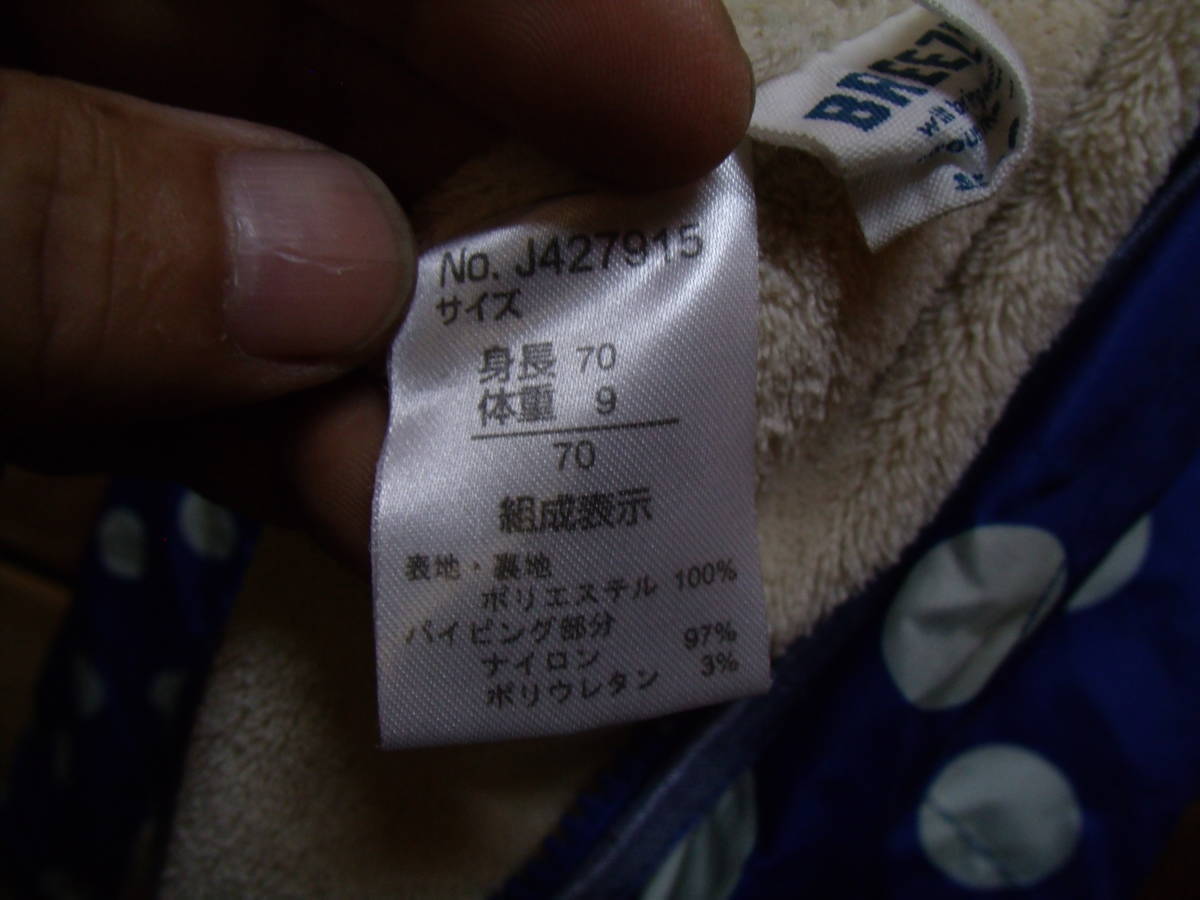 No. J427915
サイズ
身長 70
体重 9
70
組成表示
表地・裏地
ポリエステル 100%
パイピング部分
ナイロン 97%
ポリウレタン 3%
BREEZ
will bring